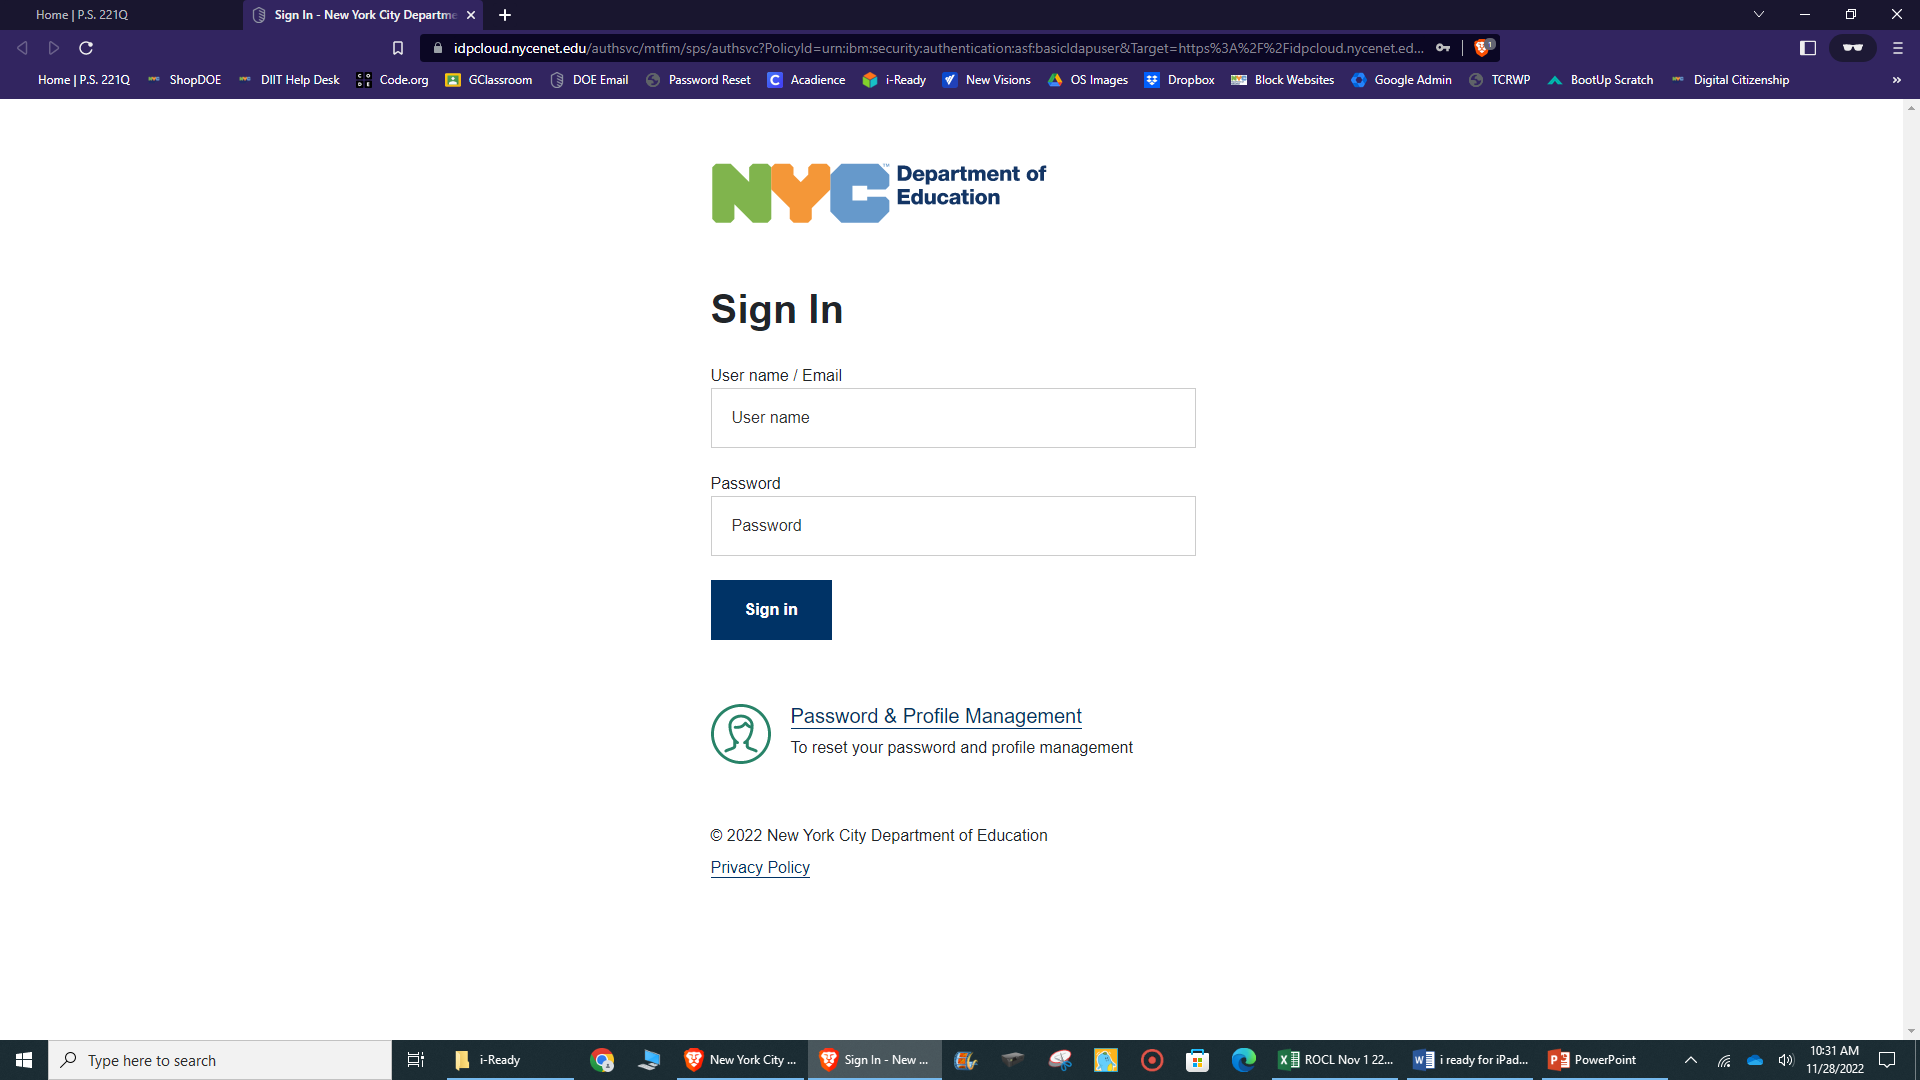 Home | P.S. 221Q
Sign In - New York City Departme
idpcloud.nycenet.edu/authsvc/mtfim/sps/authsvc?PolicyId=urn:ibm:security:authentication:asf:basicldapuser&Target=https%3A%2F%2Fidpcloud.nycenet.ed...
1
Home | P.S. 221Q ShopDOE DIIT Help Desk Code.org GClassroom DOE Email Password Reset Acadience i-Ready New Visions OS Images Dropbox Block Websites Google Admin TCRWP BootUp Scratch Digital Citizenship »
NYC™ Department of
Education
Sign In
User name / Email
User name
Password
Password
Sign in
Password & Profile Management
To reset your password and profile management
© 2022 New York City Department of Education
Privacy Policy
Type here to search
i-Ready
New York City ...
Sign In - New ...
ROCL Nov 1 22...
i ready for iPad...
PowerPoint
10:31 AM
11/28/2022